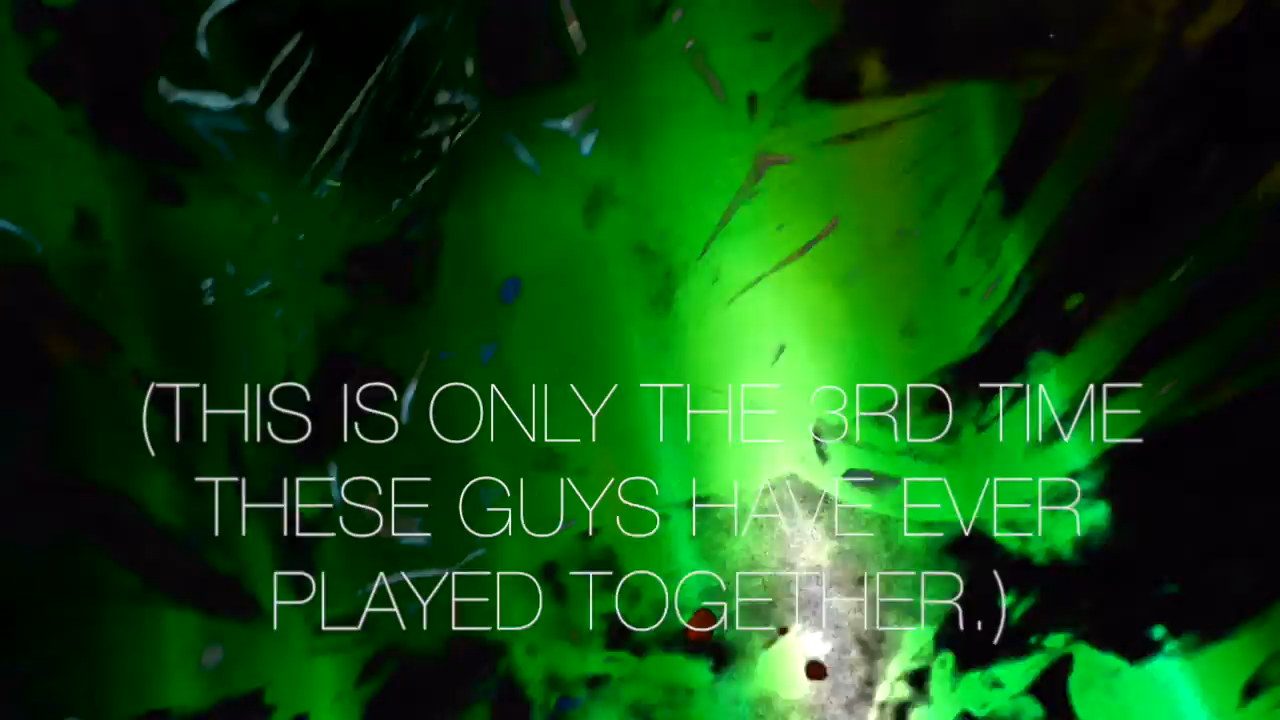 (THIS IS ONLY THE 3RD TIME
THESE GUYS HAVE EVER
PLAYED TOGETHER.)